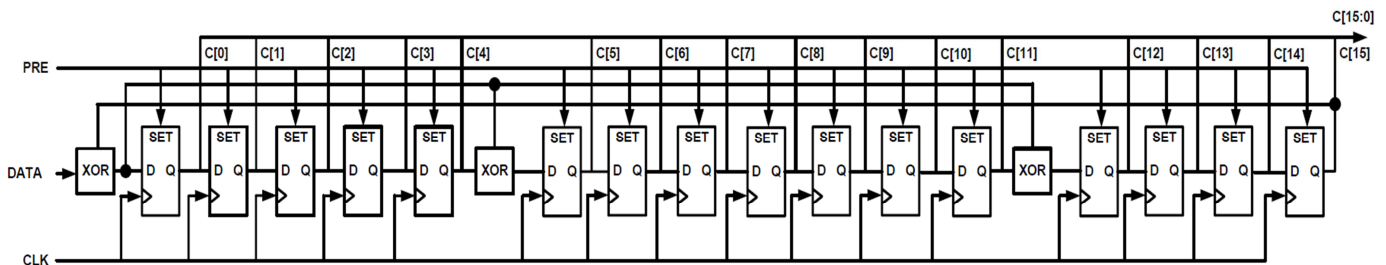 C[15:0]
C[0] C[1] C[2] C[3] C[4] C[5] C[6] C[7] C[8] C[9] C[10] C[11] C[12] C[13] C[14] C[15]
PRE
SET SET SET SET SET SET SET SET SET SET SET SET SET SET SET SET
DATA XOR D Q D Q D Q D Q D Q XOR D Q D Q D Q D Q D Q D Q D Q XOR D Q D Q D Q D Q
CLK